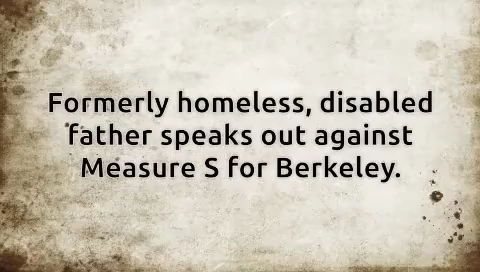 Formerly homeless, disabled
father speaks out against
Measure S for Berkeley.